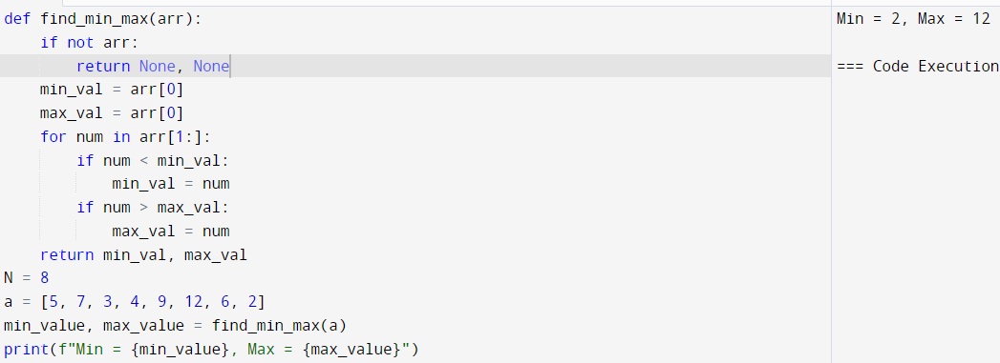 def find_min_max(arr):
    if not arr:
        return None, None
    min_val = arr[0]
    max_val = arr[0]
    for num in arr[1:]:
        if num < min_val:
            min_val = num
        if num > max_val:
            max_val = num
    return min_val, max_val
N = 8
a = [5, 7, 3, 4, 9, 12, 6, 2]
min_value, max_value = find_min_max(a)
print(f"Min = {min_value}, Max = {max_value}")
Min = 2, Max = 12
=== Code Execution